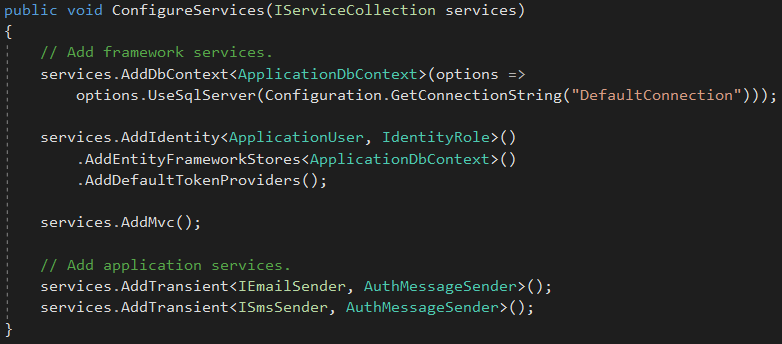 public void ConfigureServices(IServiceCollection services)
{
    // Add framework services.
    services.AddDbContext<ApplicationDbContext>(options =>
        options.UseSqlServer(Configuration.GetConnectionString("DefaultConnection")));

    services.AddIdentity<ApplicationUser, IdentityRole>()
        .AddEntityFrameworkStores<ApplicationDbContext>()
        .AddDefaultTokenProviders();

    services.AddMvc();

    // Add application services.
    services.AddTransient<IEmailSender, AuthMessageSender>();
    services.AddTransient<ISmsSender, AuthMessageSender>();
}